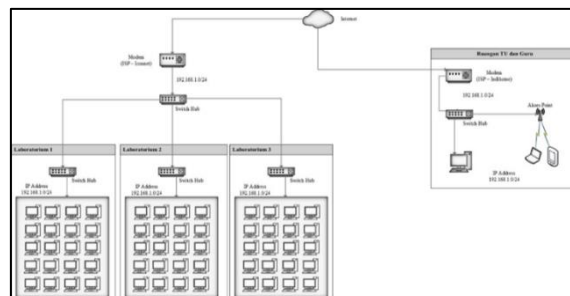 Internet
Modem
(ISP - Iconnet)
192.168.1.0/24
Switch Hub
Ruangan TU dan Guru
Modem
(ISP - Indihome)
192.168.1.0/24
Switch Hub
Akses Point
IP Address
192.168.1.0/24
Laboratorium 1
Switch Hub
IP Address
192.168.1.0/24
Laboratorium 2
Switch Hub
IP Address
192.168.1.0/24
Laboratorium 3
Switch Hub
IP Address
192.168.1.0/24